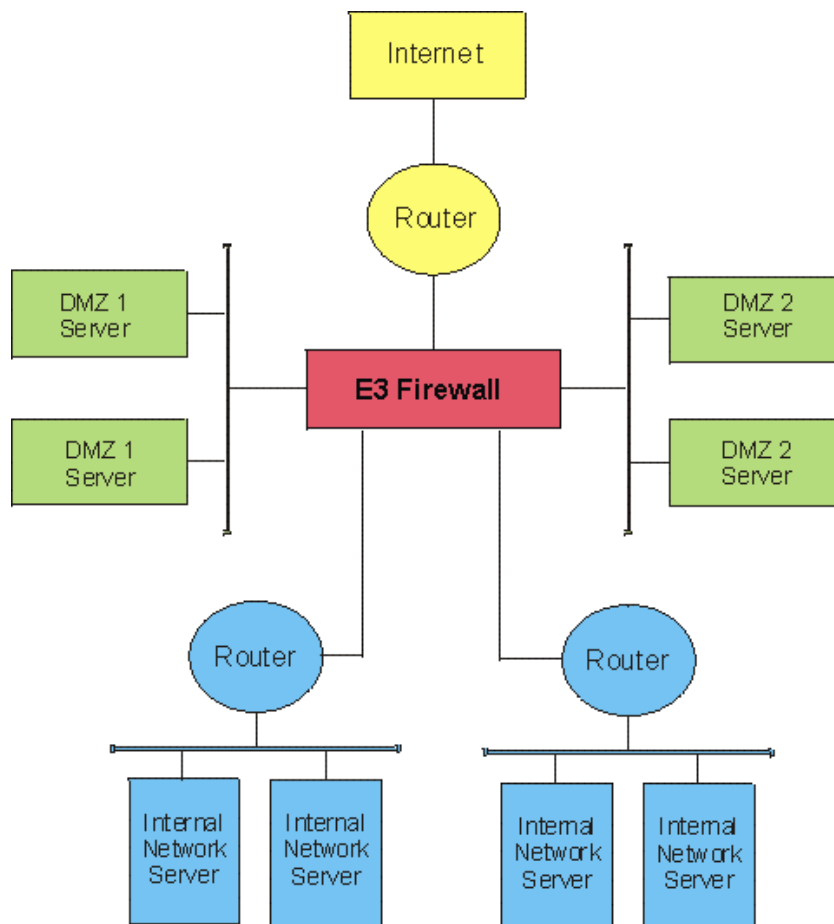 Internet
Router
DMZ 1
Server
DMZ 2
Server
E3 Firewall
DMZ 1
Server
DMZ 2
Server
Router
Router
Internal
Network
Server
Internal
Network
Server
Internal
Network
Server
Internal
Network
Server